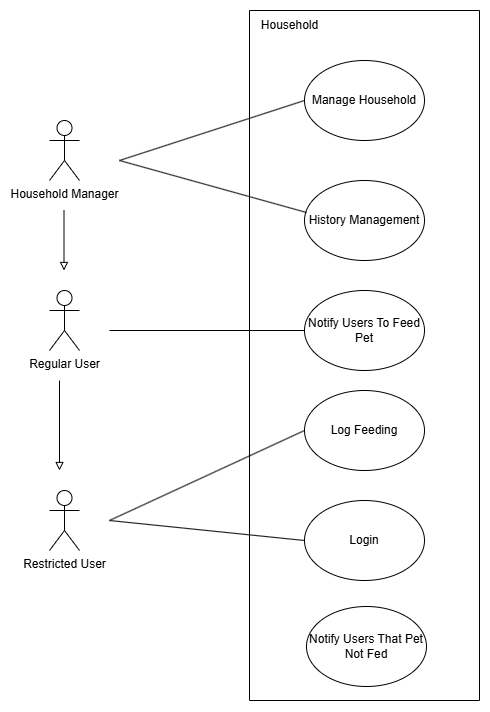 Household
Manage Household
Household Manager
History Management
Notify Users To Feed
Pet
Regular User
Log Feeding
Login
Restricted User
Notify Users That Pet
Not Fed